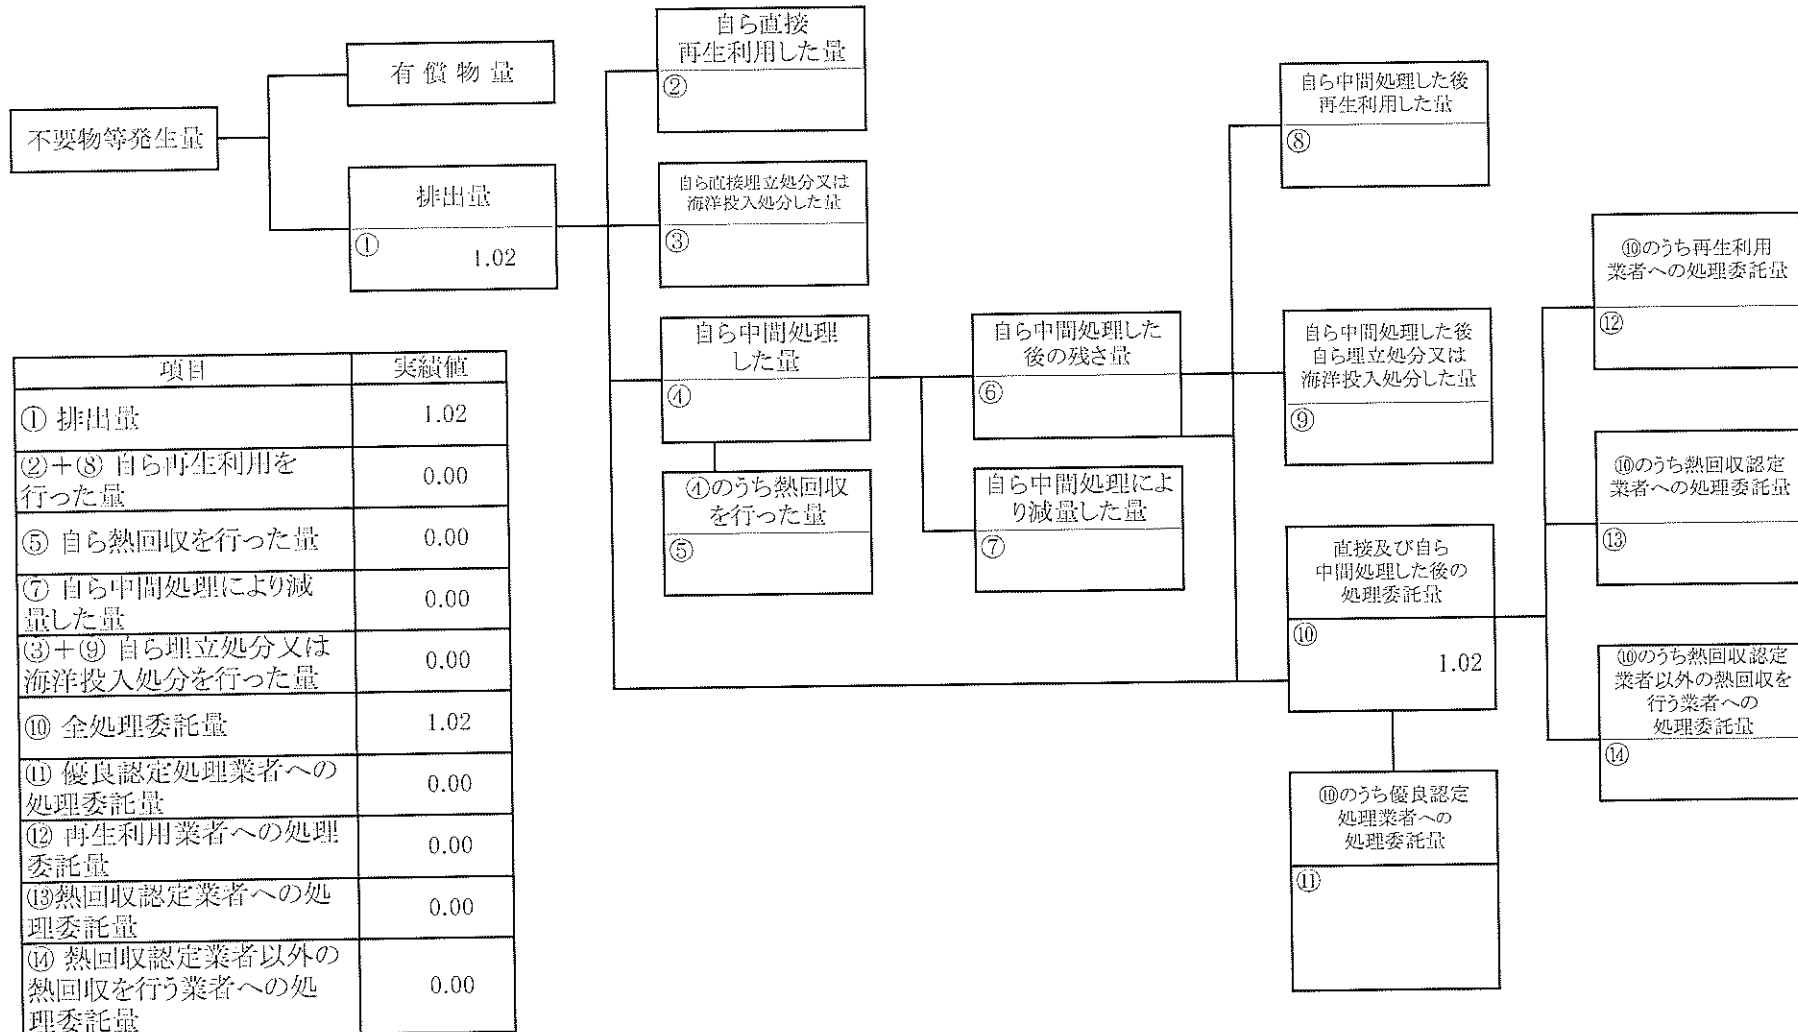 不要物等発生量
有償物量
排出量
①
1.02
自ら直接
再生利用した量
②
自ら直接埋立処分又は
海洋投入処分した量
③
自ら中間処理
した量
④
④のうち熱回収
を行った量
⑤
自ら中間処理した
後の残さ量
⑥
自ら中間処理によ
り減量した量
⑦
自ら中間処理した後
再生利用した量
⑧
自ら中間処理した後
自ら埋立処分又は
海洋投入処分した量
⑨
直接及び自ら
中間処理した後の
処理委託量
⑩
1.02
⑩のうち優良認定
処理業者への
処理委託量
⑪
⑩のうち再生利用
業者への処理委託量
⑫
⑩のうち熱回収認定
業者への処理委託量
⑬
⑩のうち熱回収認定
業者以外の熱回収を
行う業者への
処理委託量
⑭
項目 実績値
① 排出量 1.02
②+⑧ 自ら再生利用を
行った量 0.00
⑤ 自ら熱回収を行った量 0.00
⑦ 自ら中間処理により減
量した量 0.00
③+⑨ 自ら埋立処分又は
海洋投入処分を行った量 0.00
⑩ 全処理委託量 1.02
⑪ 優良認定処理業者への
処理委託量 0.00
⑫ 再生利用業者への処理
委託量 0.00
⑬熱回収認定業者への処
理委託量 0.00
⑭ 熱回収認定業者以外の
熱回収を行う業者への処
理委託量 0.00